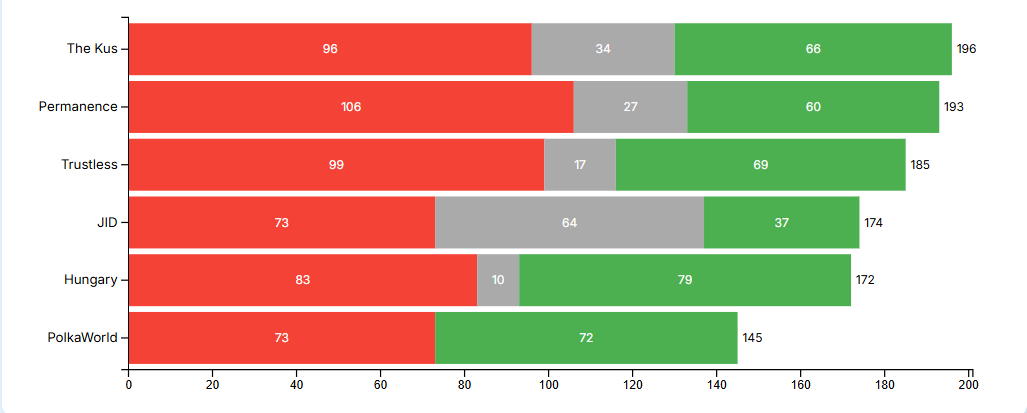 The Kus 96 34 66 196
Permanence 106 27 60 193
Trustless 99 17 69 185
JID 73 64 37 174
Hungary 83 10 79 172
PolkaWorld 73 72 145
0 20 40 60 80 100 120 140 160 180 200